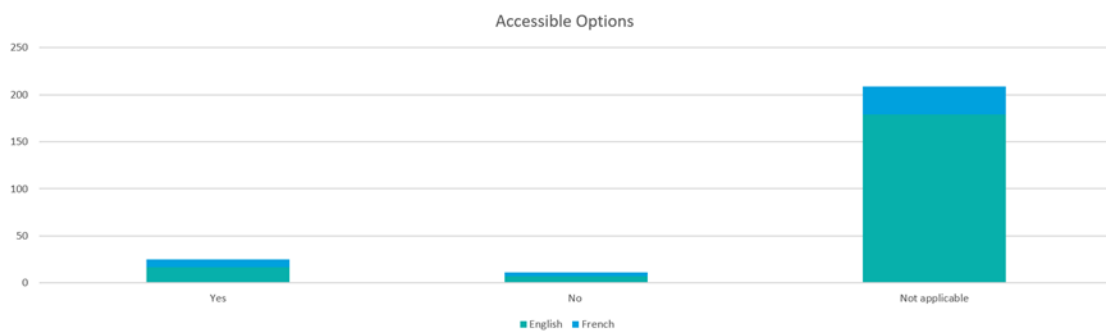 Accessible Options
250
200
150
100
50
0
Yes No Not applicable
English French